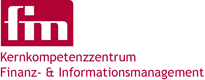 fim
Kernkompetenzzentrum
Finanz- & Informationsmanagement